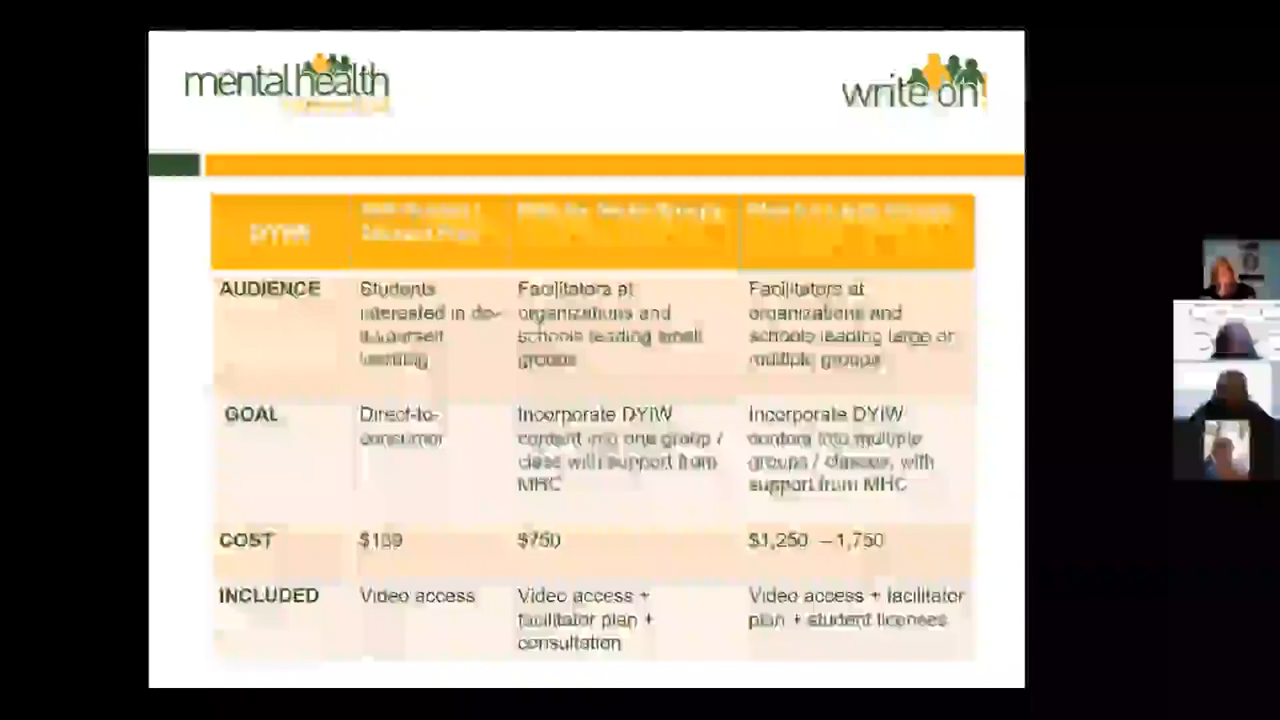 mentalhealth
write on!
DYIW
AUDIENCE
Students
interested in do-
it-yourself
learning
Facilitators at
organizations and
schools leading small
groups
Facilitators at
organizations and
schools leading large or
multiple groups
GOAL
Direct-to-
consumer
Incorporate DYIW
content into one group /
class with support from
MHC
Incorporate DYIW
content into multiple
groups / classes, with
support from MHC
COST
$750
$1,250 – 1,750
INCLUDED
Video access
Video access +
facilitator plan +
consultation
Video access + facilitator
plan + student licenses